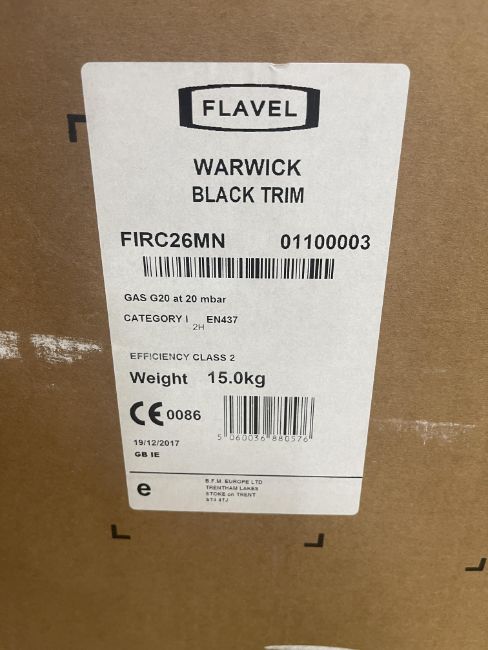 FLAVEL
WARWICK
BLACK TRIM
FIRC26MN 01100003
GAS G20 at 20 mbar
CATEGORY I 2H EN437
EFFICIENCY CLASS 2
Weight 15.0kg
CE 0086
5 060036 880576
19/12/2017
GB IE
e
B.F.M. EUROPE LTD
TRENTHAM LAKES
STOKE on TRENT
ST4 4TJ